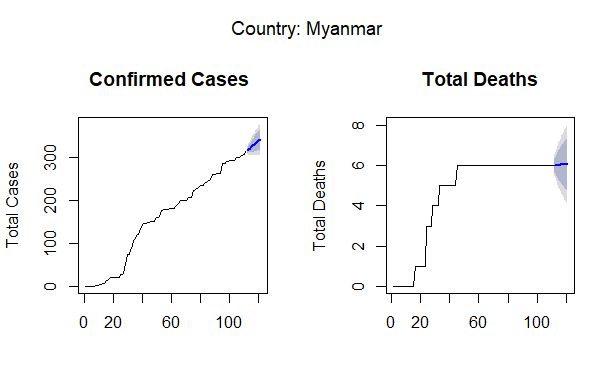 Country: Myanmar
Confirmed Cases
Total Deaths
Total Cases
0 100 200 300
0 20 60 100
Total Deaths
0 2 4 6 8
0 20 60 100